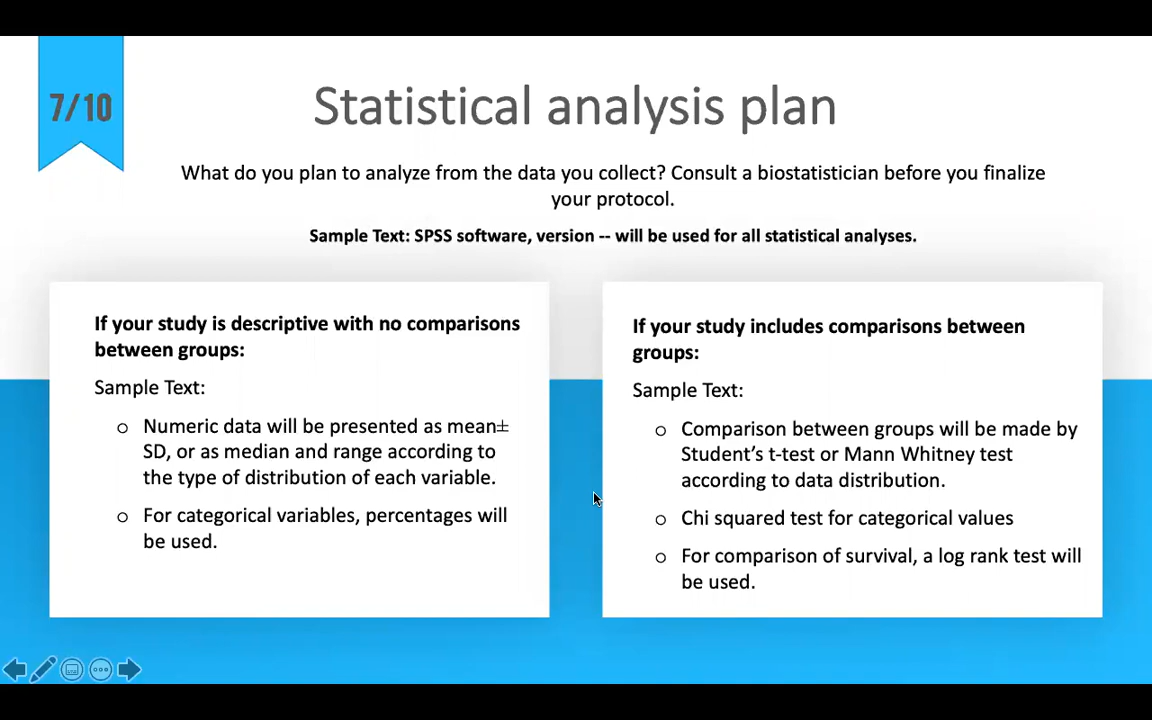 7/10
Statistical analysis plan
What do you plan to analyze from the data you collect? Consult a biostatistician before you finalize
your protocol.
Sample Text: SPSS software, version -- will be used for all statistical analyses.
If your study is descriptive with no comparisons
between groups:
Sample Text:
o Numeric data will be presented as mean±
SD, or as median and range according to
the type of distribution of each variable.
o For categorical variables, percentages will
be used.
If your study includes comparisons between
groups:
Sample Text:
o Comparison between groups will be made by
Student’s t-test or Mann Whitney test
according to data distribution.
o Chi squared test for categorical values
o For comparison of survival, a log rank test will
be used.